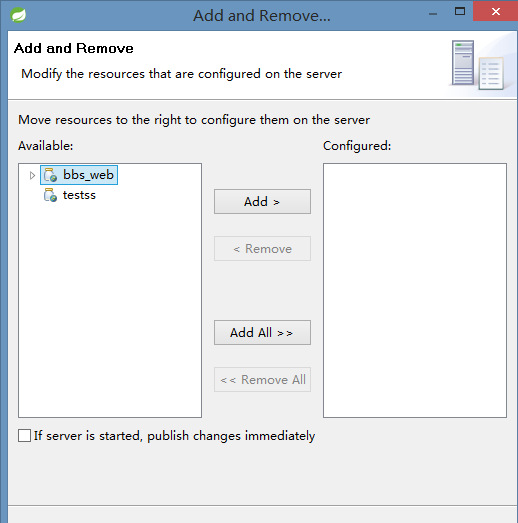 Add and Remove...
Add and Remove
Modify the resources that are configured on the server
Move resources to the right to configure them on the server
Available:
Configured:
bbs_web
testss
Add >
< Remove
Add All >>
<< Remove All
If server is started, publish changes immediately